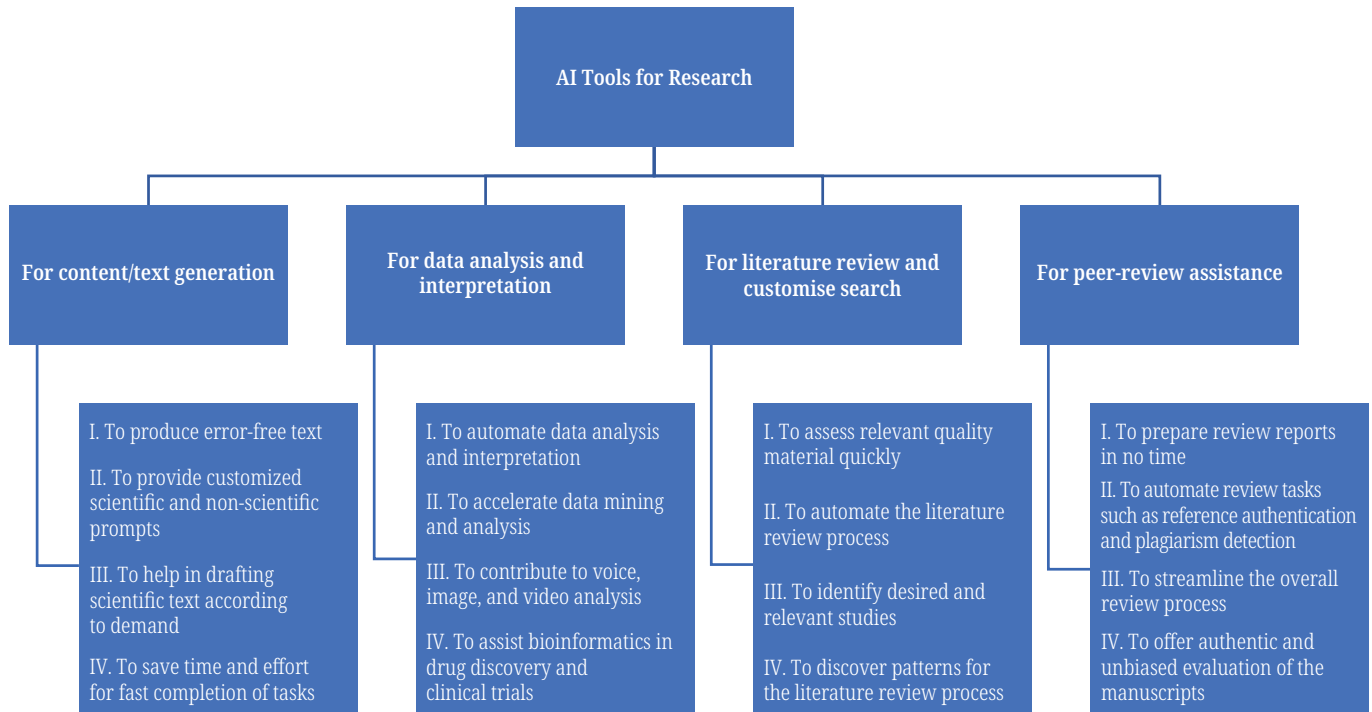 AI Tools for Research
For content/text generation
For data analysis and
interpretation
For literature review and
customise search
For peer-review assistance
I. To produce error-free text
II. To provide customized
scientific and non-scientific
prompts
III. To help in drafting
scientific text according
to demand
IV. To save time and effort
for fast completion of tasks
I. To automate data analysis
and interpretation
II. To accelerate data mining
and analysis
III. To contribute to voice,
image, and video analysis
IV. To assist bioinformatics in
drug discovery and
clinical trials
I. To assess relevant quality
material quickly
II. To automate the literature
review process
III. To identify desired and
relevant studies
IV. To discover patterns for
the literature review process
I. To prepare review reports
in no time
II. To automate review tasks
such as reference authentication
and plagiarism detection
III. To streamline the overall
review process
IV. To offer authentic and
unbiased evaluation of the
manuscripts